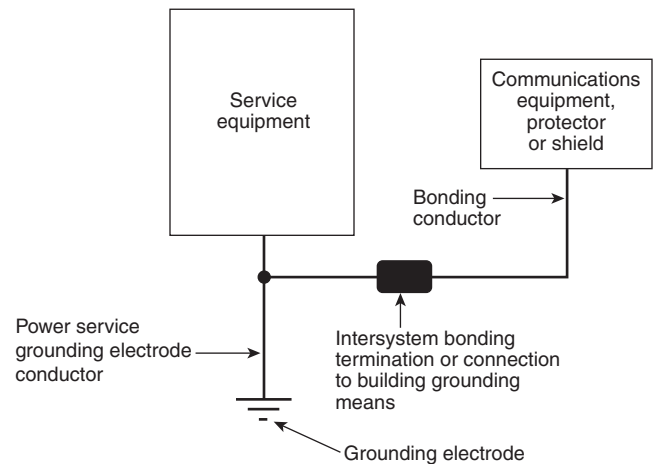 Service
equipment
Communications
equipment,
protector
or shield
Bonding
conductor
Power service
grounding electrode
conductor
Intersystem bonding
termination or connection
to building grounding
means
Grounding electrode